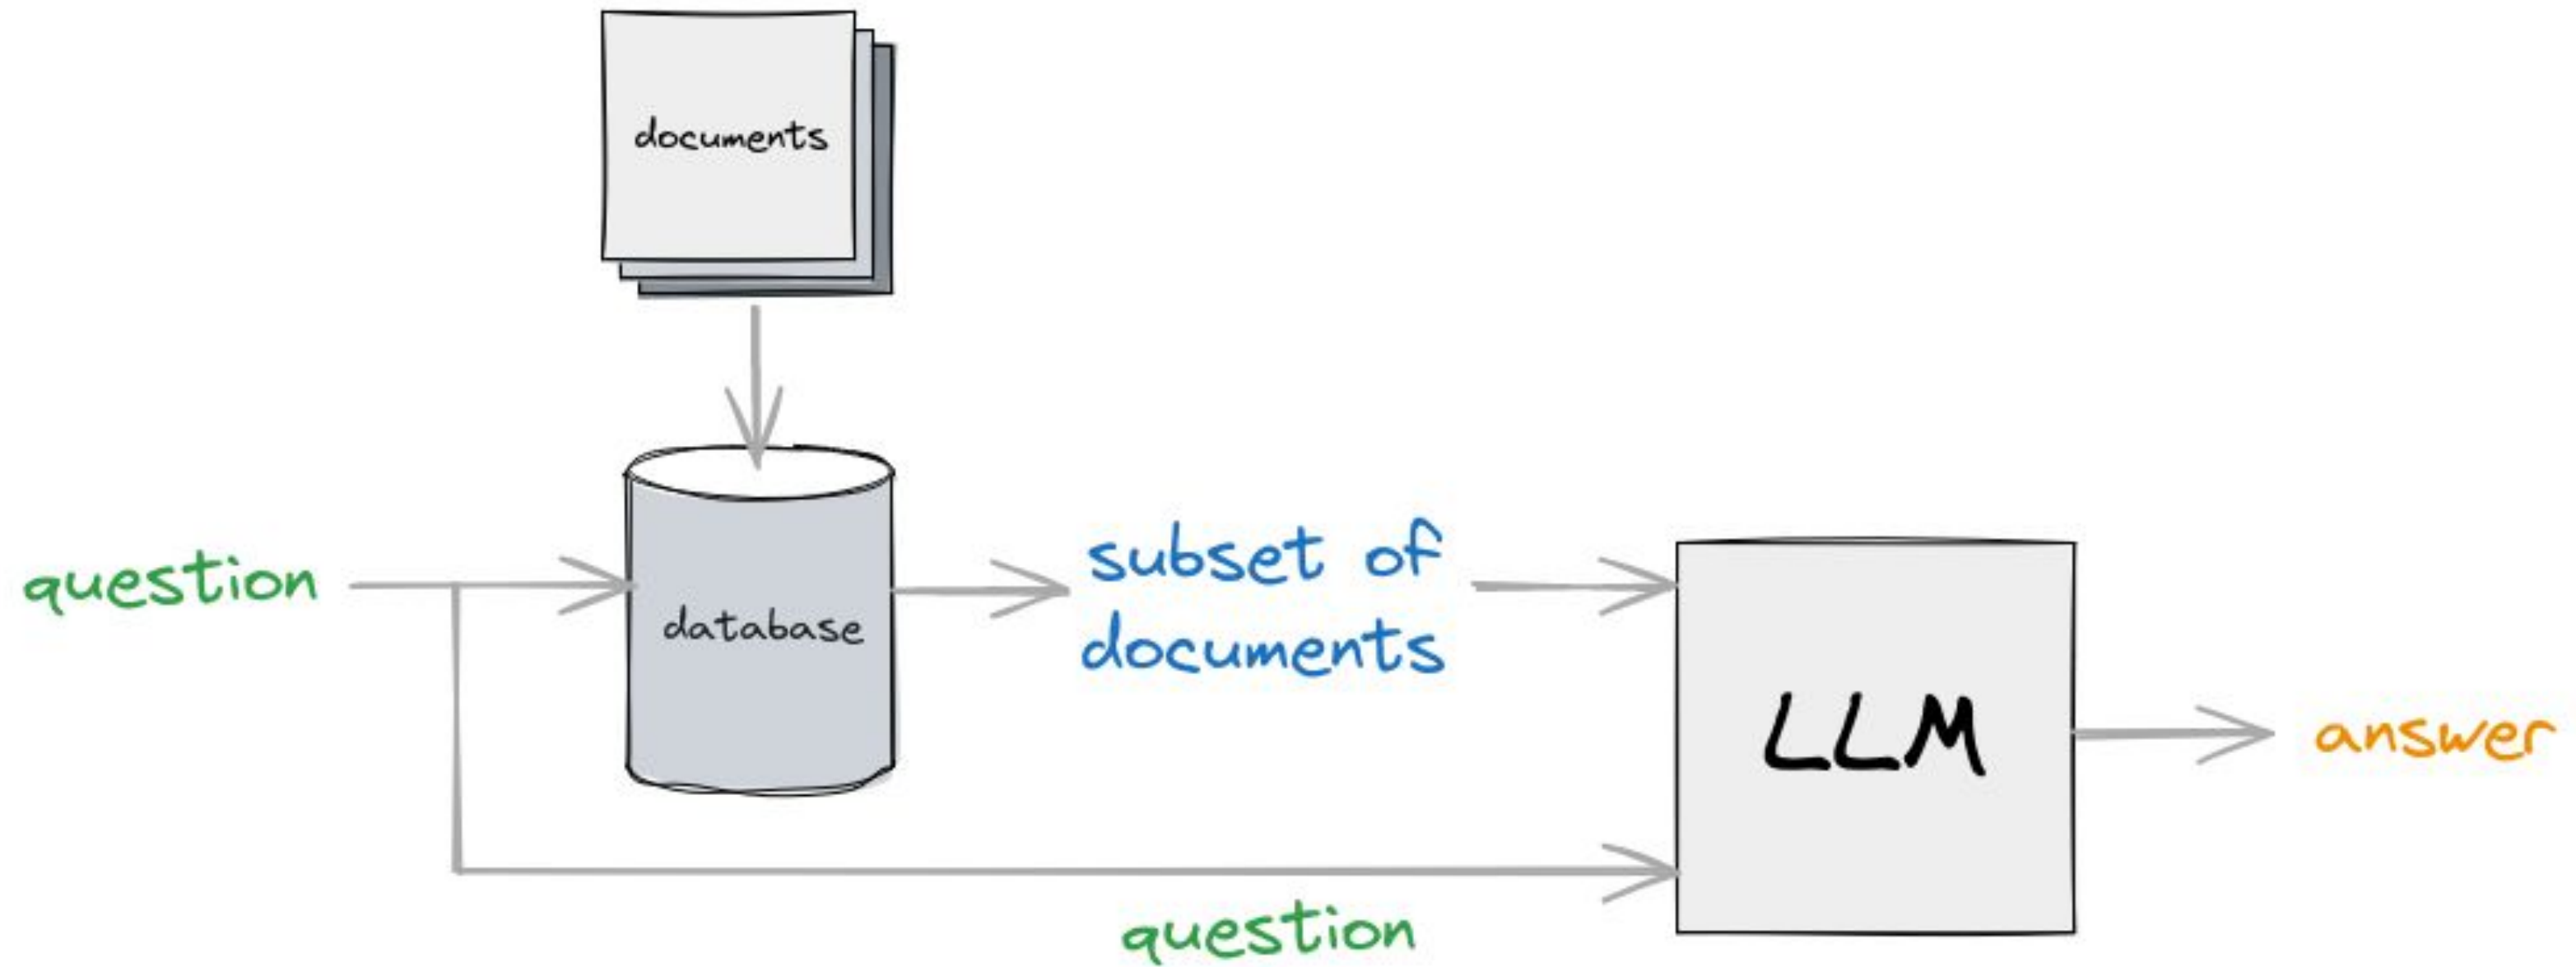 documents
question
database
subset of
documents
LLM
answer
question